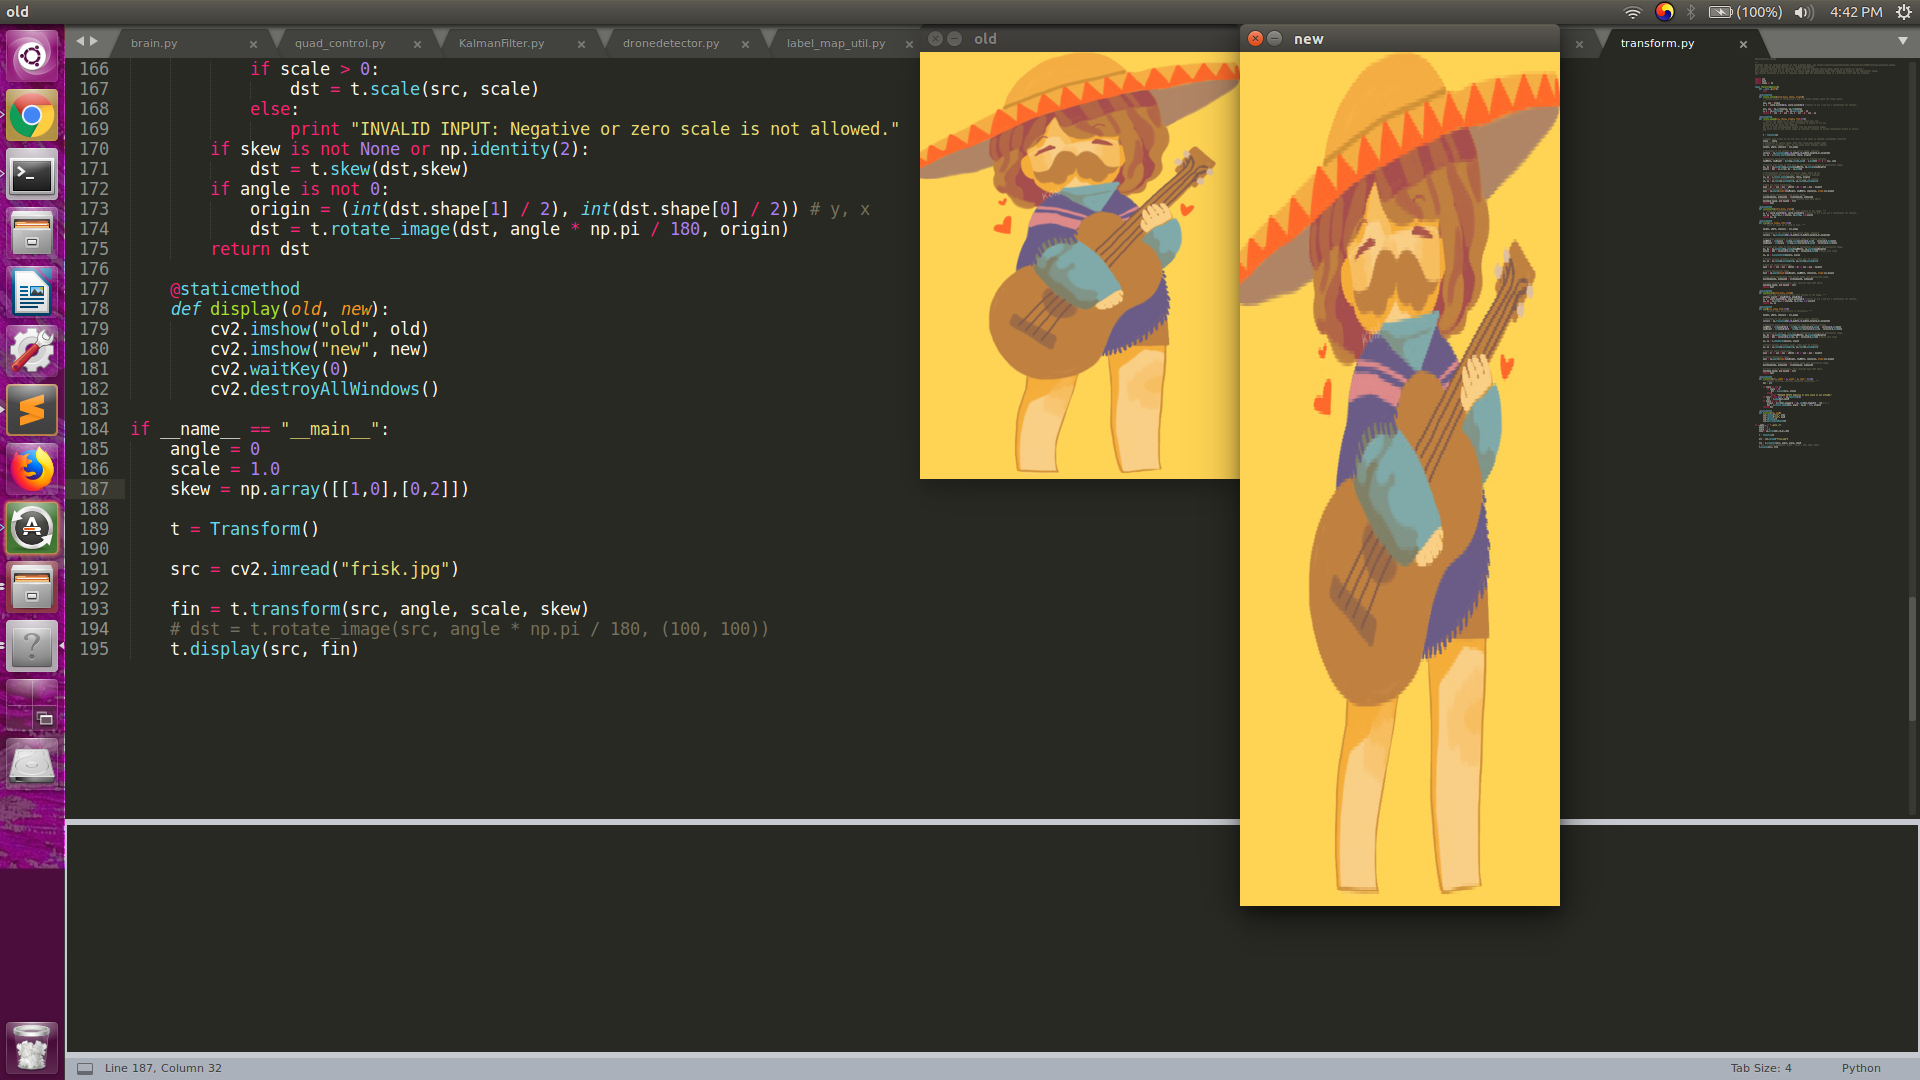 old
(100%) 4:42 PM
brain.py
quad_control.py
KalmanFilter.py
dronedetector.py
label_map_util.py
transform.py
old
new
166 if scale > 0:
167 dst = t.scale(src, scale)
168 else:
169 print "INVALID INPUT: Negative or zero scale is not allowed."
170 if skew is not None or np.identity(2):
171 dst = t.skew(dst,skew)
172 if angle is not 0:
173 origin = (int(dst.shape[1] / 2), int(dst.shape[0] / 2)) # y, x
174 dst = t.rotate_image(dst, angle * np.pi / 180, origin)
175 return dst
176
177 @staticmethod
178 def display(old, new):
179 cv2.imshow("old", old)
180 cv2.imshow("new", new)
181 cv2.waitKey(0)
182 cv2.destroyAllWindows()
183
184 if __name__ == "__main__":
185 angle = 0
186 scale = 1.0
187 skew = np.array([[1,0],[0,2]])
188
189 t = Transform()
190
191 src = cv2.imread("frisk.jpg")
192
193 fin = t.transform(src, angle, scale, skew)
194 # dst = t.rotate_image(src, angle * np.pi / 180, (100, 100))
195 t.display(src, fin)
Line 187, Column 32
Tab Size: 4
Python